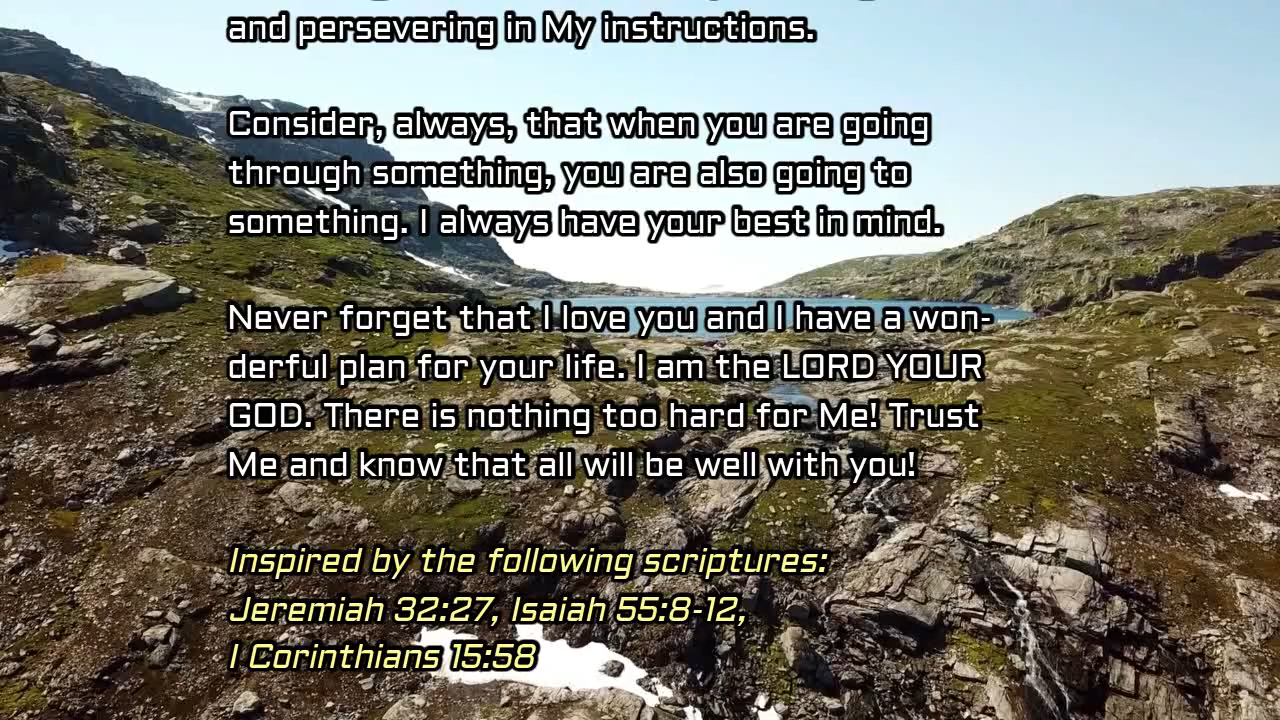 and persevering in My instructions.
Consider, always, that when you are going
through something, you are also going to
something. I always have your best in mind.
Never forget that I love you and I have a won-
derful plan for your life. I am the LORD YOUR
GOD. There is nothing too hard for Me! Trust
Me and know that all will be well with you!
Inspired by the following scriptures:
Jeremiah 32:27, Isaiah 55:8-12,
I Corinthians 15:58